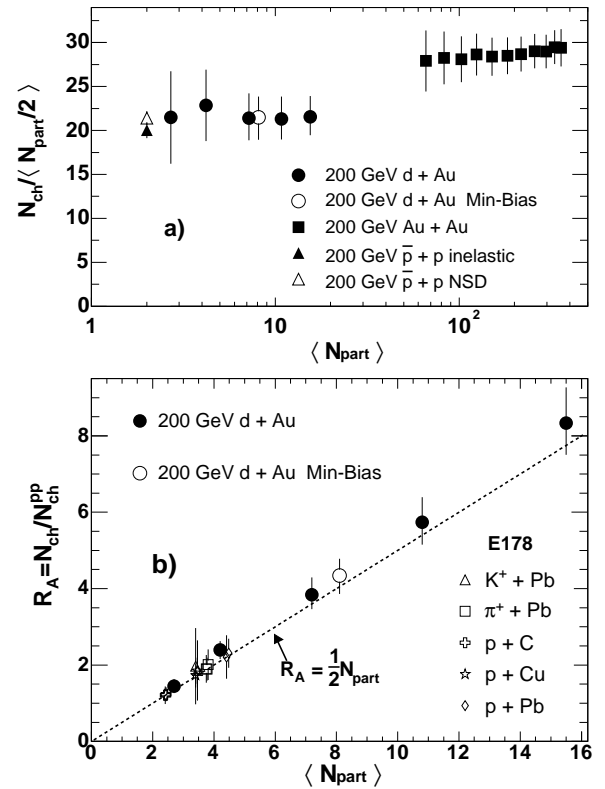 30
25
20
15
10
5
0
N_ch/⟨ N_part/2 ⟩
200 GeV d + Au
200 GeV d + Au Min-Bias
a)
200 GeV Au + Au
200 GeV p̅ + p inelastic
200 GeV p̅ + p NSD
1 10 10²
⟨ N_part ⟩
R_A=N_ch/N_ch^pp
8
6
4
2
0
200 GeV d + Au
200 GeV d + Au Min-Bias
b)
E178
K⁺ + Pb
π⁺ + Pb
p + C
p + Cu
p + Pb
R_A = ½N_part
0 2 4 6 8 10 12 14 16
⟨ N_part ⟩